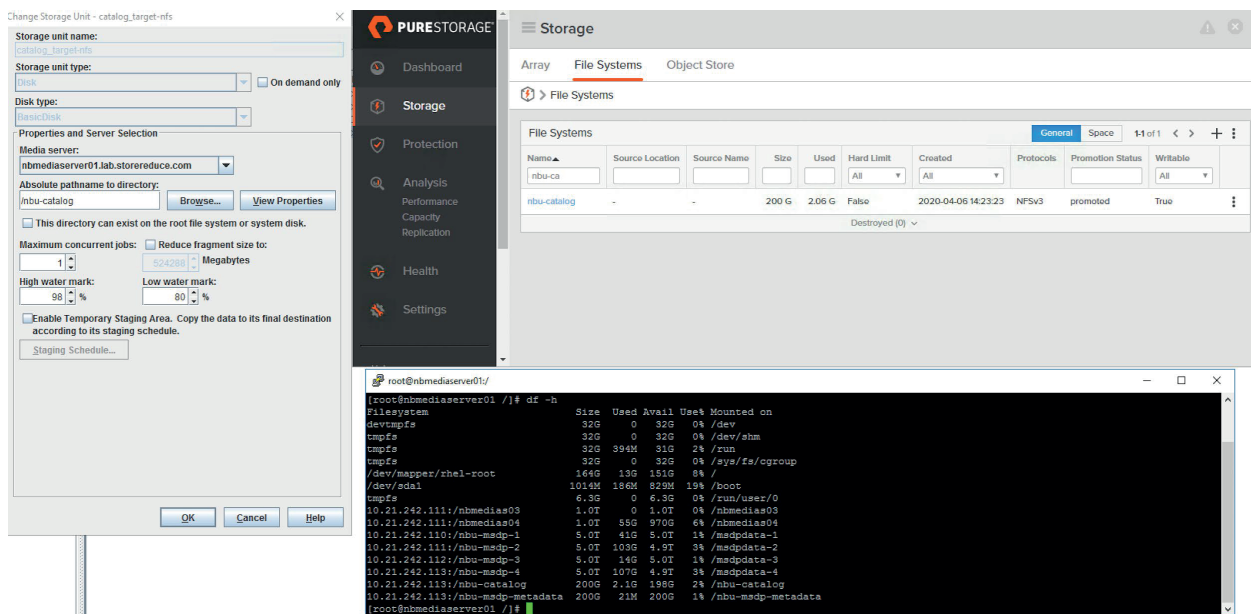 Change Storage Unit - catalog_target-nfs
Storage unit name:
catalog_target-nfs
Storage unit type:
Disk
On demand only
Disk type:
BasicDisk
Properties and Server Selection
Media server:
nbmediaserver01.lab.storereduce.com
Absolute pathname to directory:
/nbu-catalog
Browse...
View Properties
This directory can exist on the root file system or system disk.
Maximum concurrent jobs:
Reduce fragment size to:
1
524288
Megabytes
High water mark:
Low water mark:
98 %
80 %
Enable Temporary Staging Area. Copy the data to its final destination
according to its staging schedule.
Staging Schedule...
OK
Cancel
Help
PURESTORAGE
Dashboard
Storage
Protection
Analysis
Performance
Capacity
Replication
Health
Settings
Storage
Array File Systems Object Store
> File Systems
File Systems
General Space 1-1 of 1 < > +
Name Source Location Source Name Size Used Hard Limit Created Protocols Promotion Status Writable
nbu-ca All All All
nbu-catalog - - 200 G 2.06 G False 2020-04-06 14:23:23 NFSv3 promoted True
Destroyed (0)
root@nbmediaserver01:/
[root@nbmediaserver01 /]# df -h
Filesystem Size Used Avail Use% Mounted on
devtmpfs 32G 0 32G 0% /dev
tmpfs 32G 0 32G 0% /dev/shm
tmpfs 32G 394M 31G 2% /run
tmpfs 32G 0 32G 0% /sys/fs/cgroup
/dev/mapper/rhel-root 164G 13G 151G 8% /
/dev/sda1 1014M 186M 829M 19% /boot
tmpfs 6.3G 0 6.3G 0% /run/user/0
10.21.242.111:/nbmedias03 1.0T 0 1.0T 0% /nbmedias03
10.21.242.111:/nbmedias04 1.0T 55G 970G 6% /nbmedias04
10.21.242.110:/nbu-msdp-1 5.0T 41G 5.0T 1% /msdpdata-1
10.21.242.111:/nbu-msdp-2 5.0T 103G 4.9T 3% /msdpdata-2
10.21.242.112:/nbu-msdp-3 5.0T 14G 5.0T 1% /msdpdata-3
10.21.242.113:/nbu-msdp-4 5.0T 107G 4.9T 3% /msdpdata-4
10.21.242.113:/nbu-catalog 200G 2.1G 198G 2% /nbu-catalog
10.21.242.113:/nbu-msdp-metadata 200G 21M 200G 1% /nbu-msdp-metadata
[root@nbmediaserver01 /]#